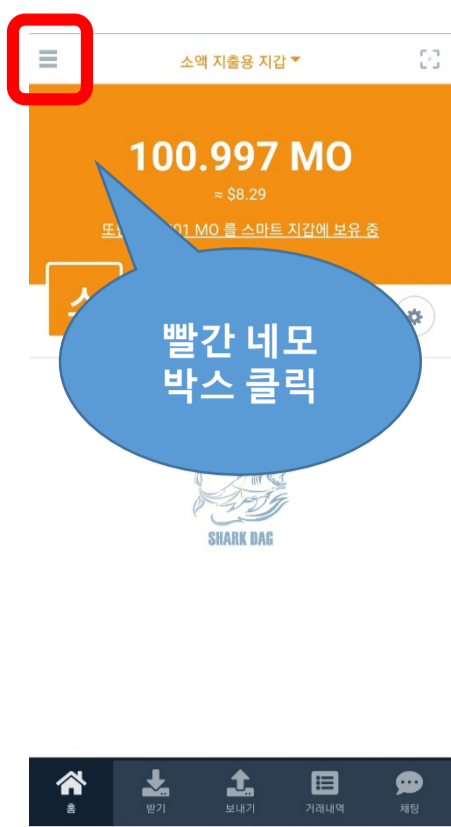 소액 지출용 지갑
100.997 MO
≈ $8.29
01 MO 를 스마트 지갑에 보유 중
빨간 네모
박스 클릭
SHARK DAG
홈
받기
보내기
거래내역
채팅